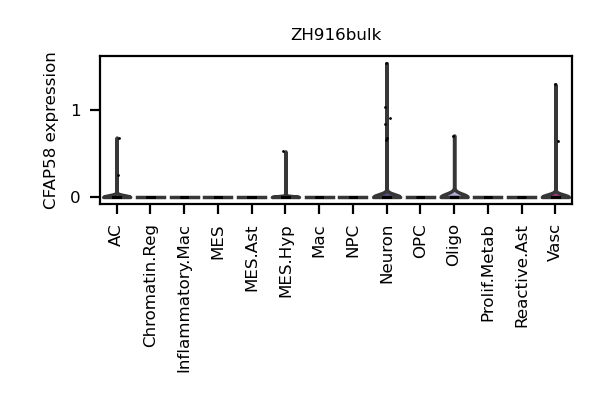 ZH916bulk
CFAP58 expression
1
0
AC
Chromatin.Reg
Inflammatory.Mac
MES
MES.Ast
MES.Hyp
Mac
NPC
Neuron
OPC
Oligo
Prolif.Metab
Reactive.Ast
Vasc